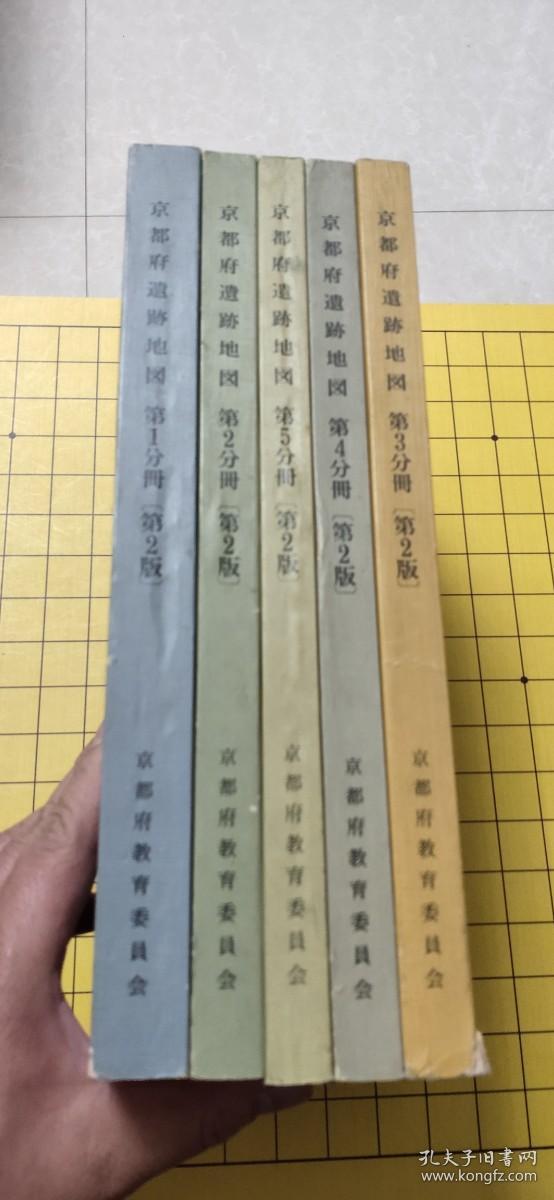 京都府遺跡地図 第1分冊〔第2版〕
京都府教育委員会
京都府遺跡地図 第2分冊〔第2版〕
京都府教育委員会
京都府遺跡地図 第5分冊〔第2版〕
京都府教育委員会
京都府遺跡地図 第4分冊〔第2版〕
京都府教育委員会
京都府遺跡地図 第3分冊〔第2版〕
京都府教育委員会
孔夫子旧书网
www.kongfz.com